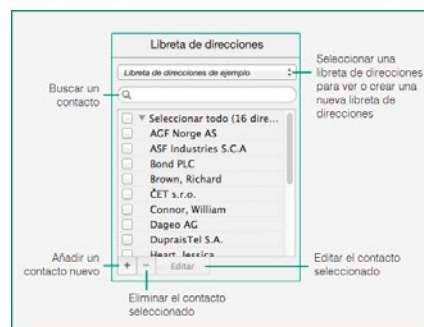 Libreta de direcciones
Libreta de direcciones de ejemplo
Seleccionar una
libreta de direcciones
para ver o crear una
nueva libreta de
direcciones
Buscar un
contacto
Seleccionar todo (16 dire...
AGF Norge AS
ASF Industries S.C.A
Bond PLC
Brown, Richard
ČET s.r.o.
Connor, William
Dageo AG
DupraisTel S.A.
Heart, Jessica
Añadir un
contacto nuevo
+
−
Editar
Editar el contacto
seleccionado
Eliminar el contacto
seleccionado